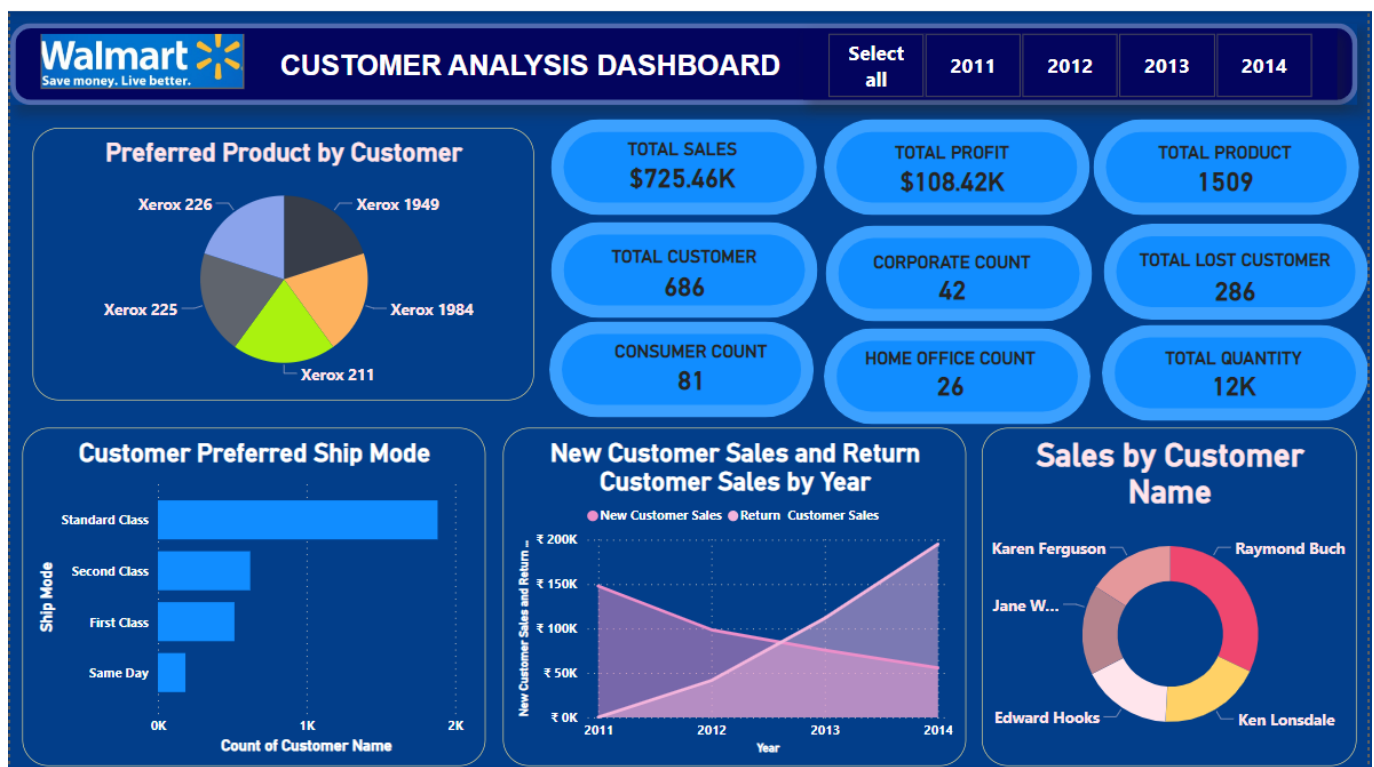 Walmart
Save money. Live better.
CUSTOMER ANALYSIS DASHBOARD
Select
all
2011
2012
2013
2014
Preferred Product by Customer
Xerox 226
Xerox 1949
Xerox 225
Xerox 1984
Xerox 211
TOTAL SALES
$725.46K
TOTAL PROFIT
$108.42K
TOTAL PRODUCT
1509
TOTAL CUSTOMER
686
CORPORATE COUNT
42
TOTAL LOST CUSTOMER
286
CONSUMER COUNT
81
HOME OFFICE COUNT
26
TOTAL QUANTITY
12K
Customer Preferred Ship Mode
Ship Mode
Standard Class
Second Class
First Class
Same Day
0K
1K
2K
Count of Customer Name
New Customer Sales and Return
Customer Sales by Year
New Customer Sales
Return Customer Sales
New Customer Sales and Return ...
₹ 200K
₹ 150K
₹ 100K
₹ 50K
₹ 0K
2011
2012
2013
2014
Year
Sales by Customer
Name
Karen Ferguson
Raymond Buch
Jane W...
Edward Hooks
Ken Lonsdale